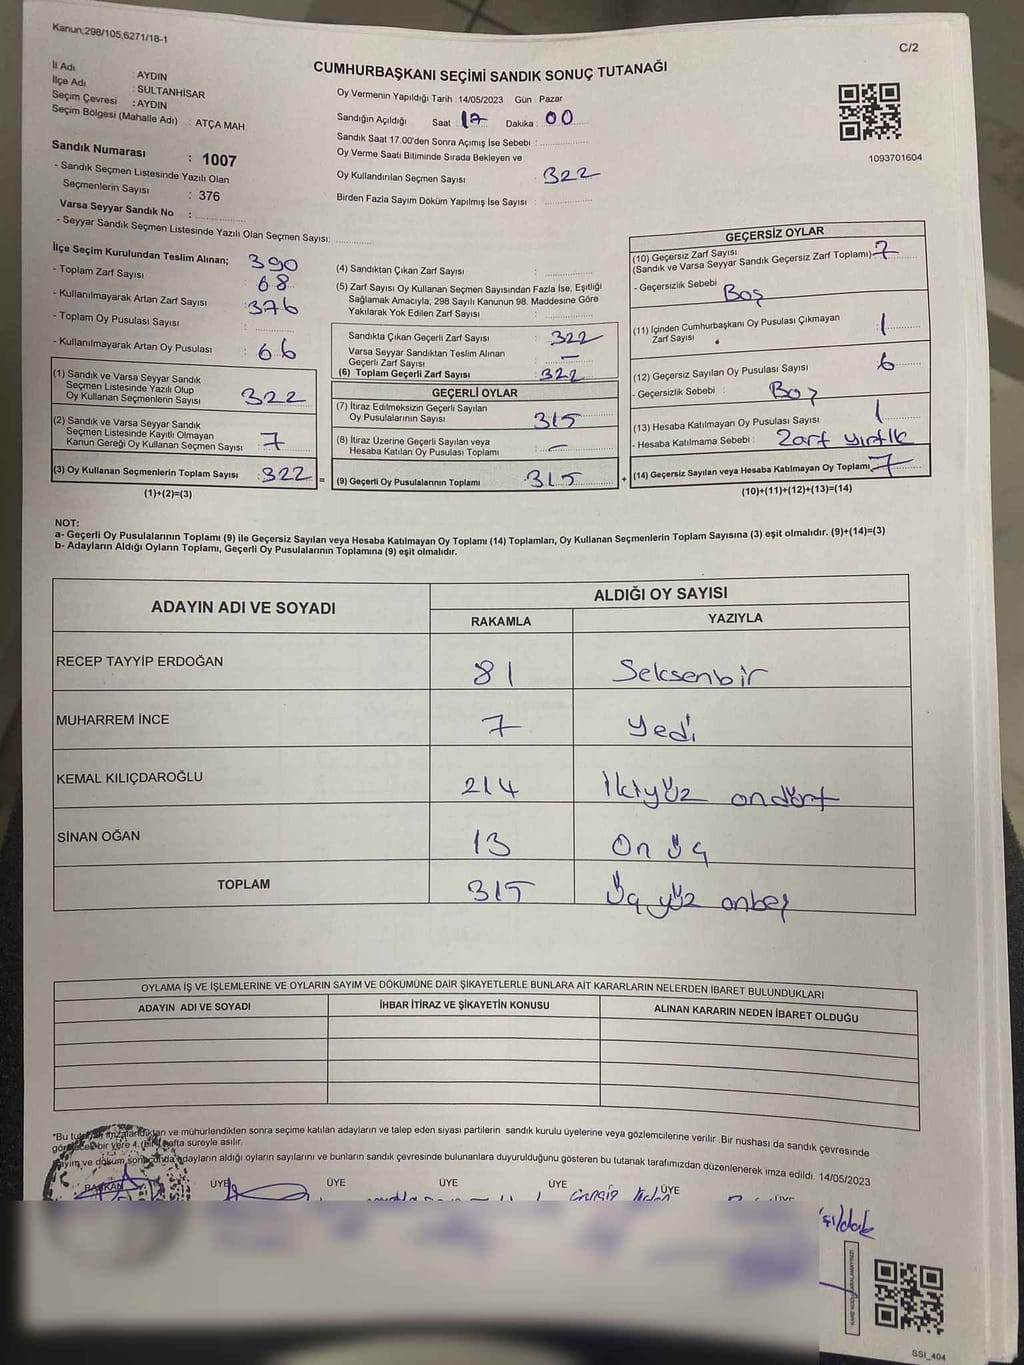 Kanun;298/105;6271/18-1
C/2
CUMHURBAŞKANI SEÇİMİ SANDIK SONUÇ TUTANAĞI
İl Adı : AYDIN
İlçe Adı : SULTANHİSAR
Seçim Çevresi : AYDIN
Seçim Bölgesi (Mahalle Adı) : ATÇA MAH
Sandık Numarası : 1007
- Sandık Seçmen Listesinde Yazılı Olan
Seçmenlerin Sayısı : 376
Varsa Seyyar Sandık No :
- Seyyar Sandık Seçmen Listesinde Yazılı Olan Seçmen Sayısı:
Oy Vermenin Yapıldığı Tarih : 14/05/2023 Gün : Pazar
Sandığın Açıldığı Saat 17 Dakika : 00
Sandık Saat 17:00'den Sonra Açımış İse Sebebi :
Oy Verme Saati Bitiminde Sırada Bekleyen ve
Oy Kullandırılan Seçmen Sayısı : 322
Birden Fazla Sayım Döküm Yapılmış İse Sayısı :
1093701604
İlçe Seçim Kurulundan Teslim Alınan;
- Toplam Zarf Sayısı : 390
- Kullanılmayarak Artan Zarf Sayısı : 68
- Toplam Oy Pusulası Sayısı : 376
- Kullanılmayarak Artan Oy Pusulası : 66
(1) Sandık ve Varsa Seyyar Sandık
Seçmen Listesinde Yazılı Olup
Oy Kullanan Seçmenlerin Sayısı 322
(2) Sandık ve Varsa Seyyar Sandık
Seçmen Listesinde Kayıtlı Olmayan
Kanun Gereği Oy Kullanan Seçmen Sayısı : 7
(3) Oy Kullanan Seçmenlerin Toplam Sayısı : 322 =
(1)+(2)=(3)
(4) Sandıktan Çıkan Zarf Sayısı :
(5) Zarf Sayısı Oy Kullanan Seçmen Sayısından Fazla İse, Eşitliği
Sağlamak Amacıyla, 298 Sayılı Kanunun 98. Maddesine Göre
Yakılarak Yok Edilen Zarf Sayısı :
Sandıkta Çıkan Geçerli Zarf Sayısı : 322
Varsa Seyyar Sandıktan Teslim Alınan
Geçerli Zarf Sayısı : —
(6) Toplam Geçerli Zarf Sayısı : 322
GEÇERLİ OYLAR
(7) İtiraz Edilmeksizin Geçerli Sayılan
Oy Pusulalarının Sayısı : 315
(8) İtiraz Üzerine Geçerli Sayılan veya
Hesaba Katılan Oy Pusulası Toplamı : —
(9) Geçerli Oy Pusulalarının Toplamı : 315 +
GEÇERSİZ OYLAR
(10) Geçersiz Zarf Sayısı
(Sandık ve Varsa Seyyar Sandık Geçersiz Zarf Toplamı) : 7
- Geçersizlik Sebebi : Boş
(11) İçinden Cumhurbaşkanı Oy Pusulası Çıkmayan
Zarf Sayısı : 1
(12) Geçersiz Sayılan Oy Pusulası Sayısı : 6
- Geçersizlik Sebebi : Boş
(13) Hesaba Katılmayan Oy Pusulası Sayısı : 1
- Hesaba Katılmama Sebebi : Zarf yırtık
(14) Geçersiz Sayılan veya Hesaba Katılmayan Oy Toplamı : 7
(10)+(11)+(12)+(13)=(14)
NOT:
a- Geçerli Oy Pusulalarının Toplamı (9) ile Geçersiz Sayılan veya Hesaba Katılmayan Oy Toplamı (14) Toplamları, Oy Kullanan Seçmenlerin Toplam Sayısına (3) eşit olmalıdır. (9)+(14)=(3)
b- Adayların Aldığı Oyların Toplamı, Geçerli Oy Pusulalarının Toplamına (9) eşit olmalıdır.
ADAYIN ADI VE SOYADI ALDIĞI OY SAYISI
RAKAMLA YAZIYLA
RECEP TAYYİP ERDOĞAN 81 Seksenbir
MUHARREM İNCE 7 yedi
KEMAL KILIÇDAROĞLU 214 İkiyüz ondört
SİNAN OĞAN 13 On üç
TOPLAM 315 Üç yüz onbeş
OYLAMA İŞ VE İŞLEMLERİNE VE OYLARIN SAYIM VE DÖKÜMÜNE DAİR ŞİKAYETLERLE BUNLARA AİT KARARLARIN NELERDEN İBARET BULUNDUKLARI
ADAYIN ADI VE SOYADI İHBAR İTİRAZ VE ŞİKAYETİN KONUSU ALINAN KARARIN NEDEN İBARET OLDUĞU
"Bu tutanak imzalandıktan ve mühürlendikten sonra seçime katılan adayların ve talep eden siyasi partilerin sandık kurulu üyelerine veya gözlemcilerine verilir. Bir nüshası da sandık çevresinde
bir yere hafta süreyle asılır.
Sayım ve döküm sonucunda adayların aldığı oyların sayılarını ve bunların sandık çevresinde bulunanlara duyurulduğunu gösteren bu tutanak tarafımızdan düzenlenerek imza edildi. 14/05/2023
BAŞKAN ÜYE ÜYE ÜYE ÜYE ÜYE
SSI_404